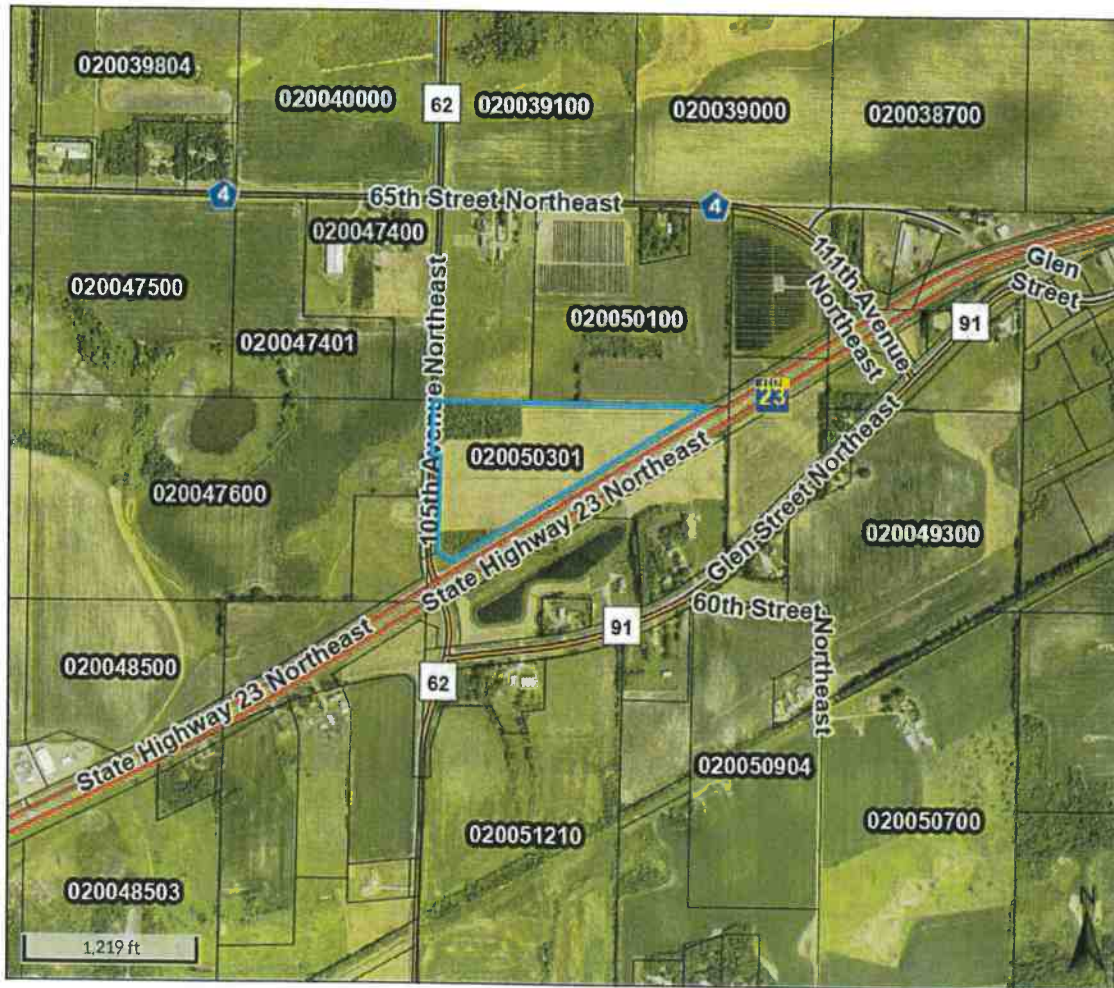 020039804
020040000
62
020039100
020039000
020038700
4
65th Street Northeast
4
020047400
111th Avenue
Northeast
Glen
Street
020047500
020050100
91
020047401
105th Avenue Northeast
23
020050301
020047600
State Highway 23 Northeast
Glen Street Northeast
020049300
60th Street
Northeast
91
020048500
State Highway 23 Northeast
62
020050904
020051210
020050700
020048503
1,219 ft
N